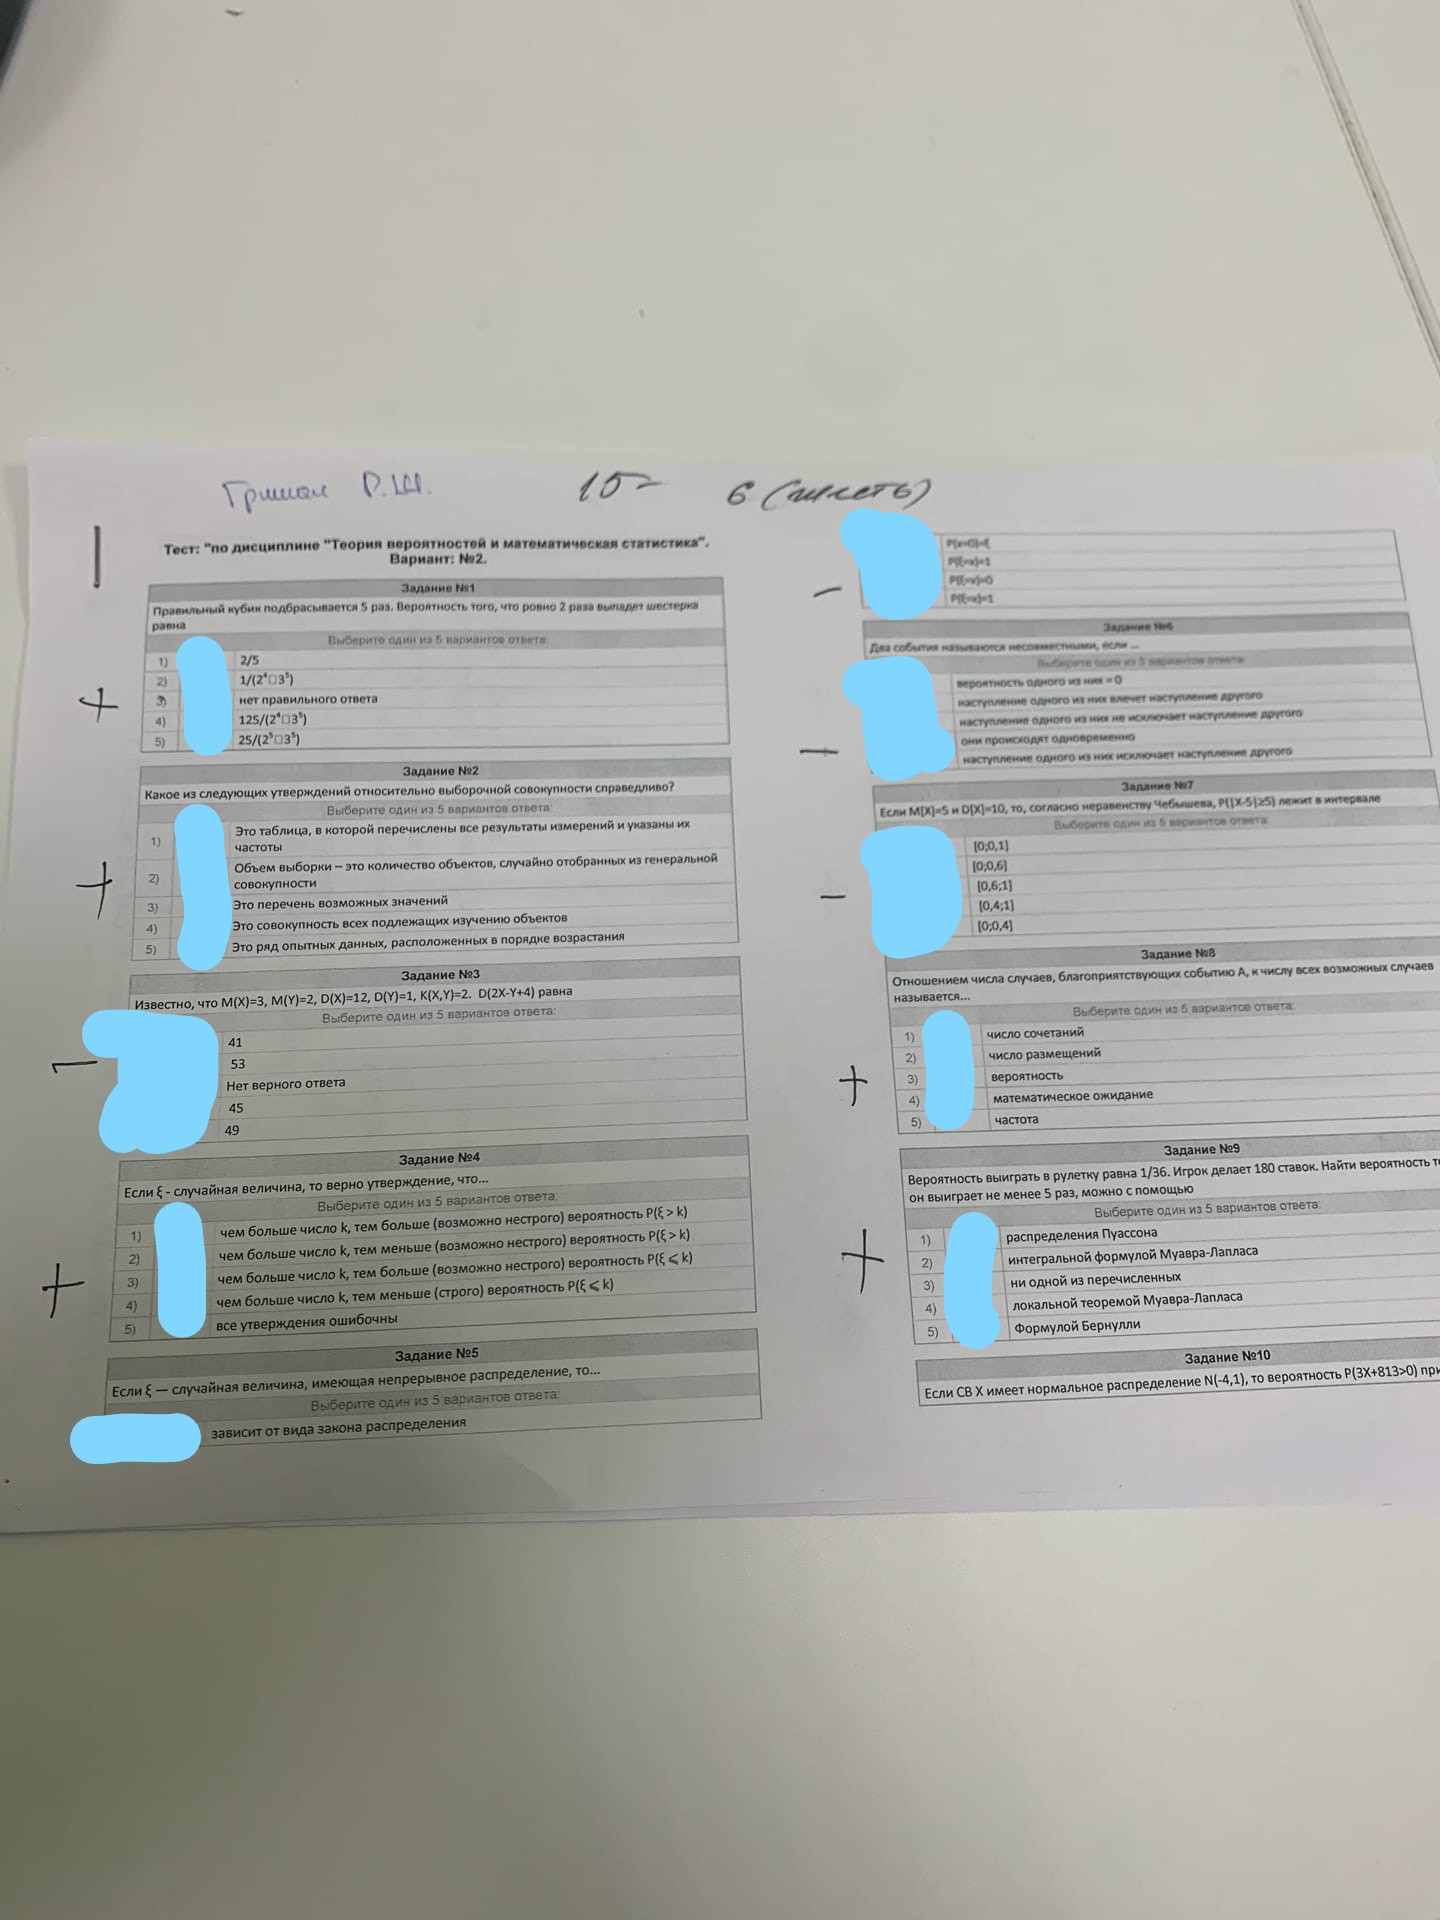 15-
6 (шесть)
Тест: "по дисциплине "Теория вероятностей и математическая статистика".
Вариант: №2.
Задание №1
Правильный кубик подбрасывается 5 раз. Вероятность того, что ровно 2 раза выпадет шестерка
равна
Выберите один из 5 вариантов ответа:
1) 2/5
2) 1/(2⁴□3⁵)
3) нет правильного ответа
4) 125/(2⁴□3⁵)
5) 25/(2⁵□3⁵)
+
Задание №2
Какое из следующих утверждений относительно выборочной совокупности справедливо?
Выберите один из 5 вариантов ответа:
1) Это таблица, в которой перечислены все результаты измерений и указаны их
частоты
2) Объем выборки – это количество объектов, случайно отобранных из генеральной
совокупности
3) Это перечень возможных значений
4) Это совокупность всех подлежащих изучению объектов
5) Это ряд опытных данных, расположенных в порядке возрастания
+
Задание №3
Известно, что M(X)=3, M(Y)=2, D(X)=12, D(Y)=1, K(X,Y)=2. D(2X-Y+4) равна
Выберите один из 5 вариантов ответа:
41
53
Нет верного ответа
45
49
–
Задание №4
Если ξ - случайная величина, то верно утверждение, что...
Выберите один из 5 вариантов ответа:
1) чем больше число k, тем больше (возможно нестрого) вероятность P(ξ > k)
2) чем больше число k, тем меньше (возможно нестрого) вероятность P(ξ > k)
3) чем больше число k, тем больше (возможно нестрого) вероятность P(ξ ⩽ k)
4) чем больше число k, тем меньше (строго) вероятность P(ξ ⩽ k)
5) все утверждения ошибочны
+
Задание №5
Если ξ — случайная величина, имеющая непрерывное распределение, то...
Выберите один из 5 вариантов ответа:
зависит от вида закона распределения
P(x=0)=ξ
P(ξ=x)=1
P(ξ=x)=0
P(ξ=x)=1
–
Задание №6
Два события называются несовместными, если ...
Выберите один из 5 вариантов ответа:
вероятность одного из них = 0
наступление одного из них влечет наступление другого
наступление одного из них не исключает наступление другого
они происходят одновременно
наступление одного из них исключает наступление другого
–
Задание №7
Если M[X]=5 и D[X]=10, то, согласно неравенству Чебышева, P(|X-5|≥5) лежит в интервале
Выберите один из 5 вариантов ответа:
[0;0,1]
[0;0,6]
[0,6;1]
[0,4;1]
[0;0,4]
–
Задание №8
Отношением числа случаев, благоприятствующих событию А, к числу всех возможных случаев
называется...
Выберите один из 5 вариантов ответа:
1) число сочетаний
2) число размещений
3) вероятность
4) математическое ожидание
5) частота
+
Задание №9
Вероятность выиграть в рулетку равна 1/36. Игрок делает 180 ставок. Найти вероятность
он выиграет не менее 5 раз, можно с помощью
Выберите один из 5 вариантов ответа:
1) распределения Пуассона
2) интегральной формулой Муавра-Лапласа
3) ни одной из перечисленных
4) локальной теоремой Муавра-Лапласа
5) Формулой Бернулли
+
Задание №10
Если СВ X имеет нормальное распределение N(-4,1), то вероятность P(3X+813>0) при